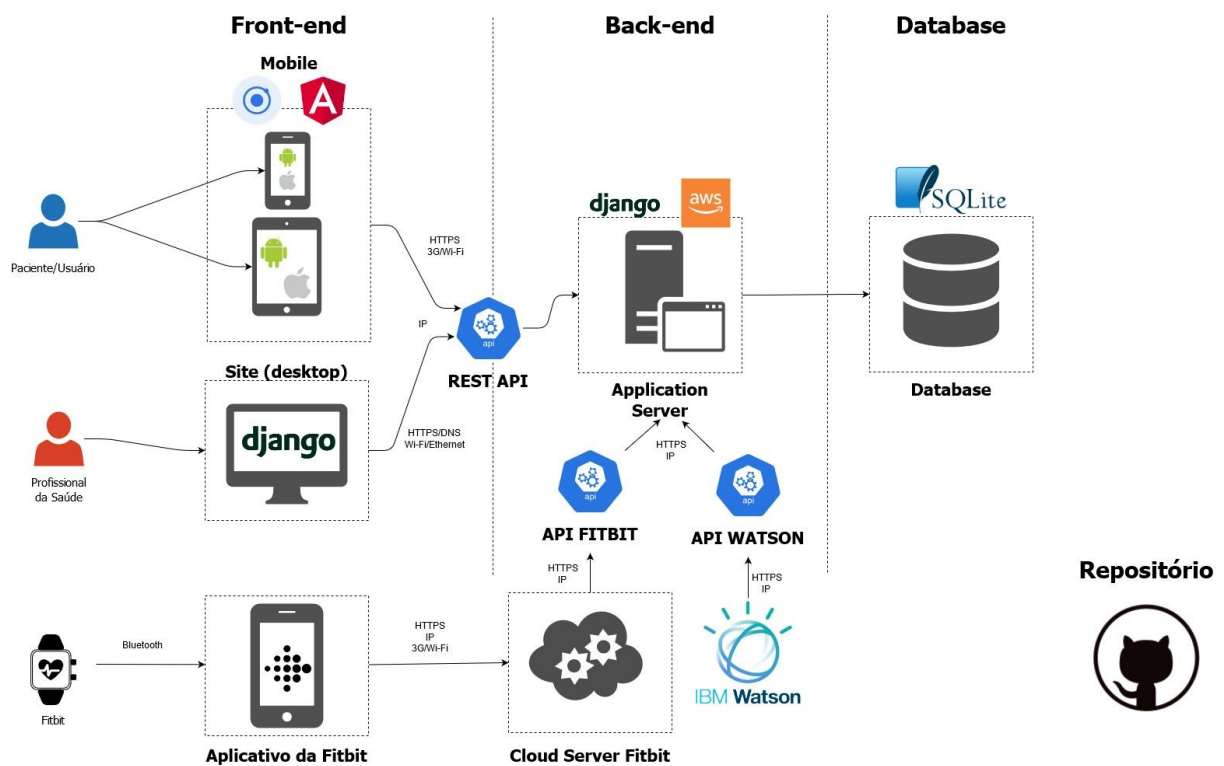 Front-end
Back-end
Database
Mobile
django
aws
SQLite
HTTPS
3G/Wi-Fi
Paciente/Usuário
IP
api
REST API
Site (desktop)
django
HTTPS/DNS
Wi-Fi/Ethernet
Application
Server
Database
Profissional
da Saúde
HTTPS
IP
api
api
API FITBIT
API WATSON
HTTPS
IP
HTTPS
IP
Repositório
Bluetooth
HTTPS
IP
3G/Wi-Fi
IBM Watson
Fitbit
Aplicativo da Fitbit
Cloud Server Fitbit